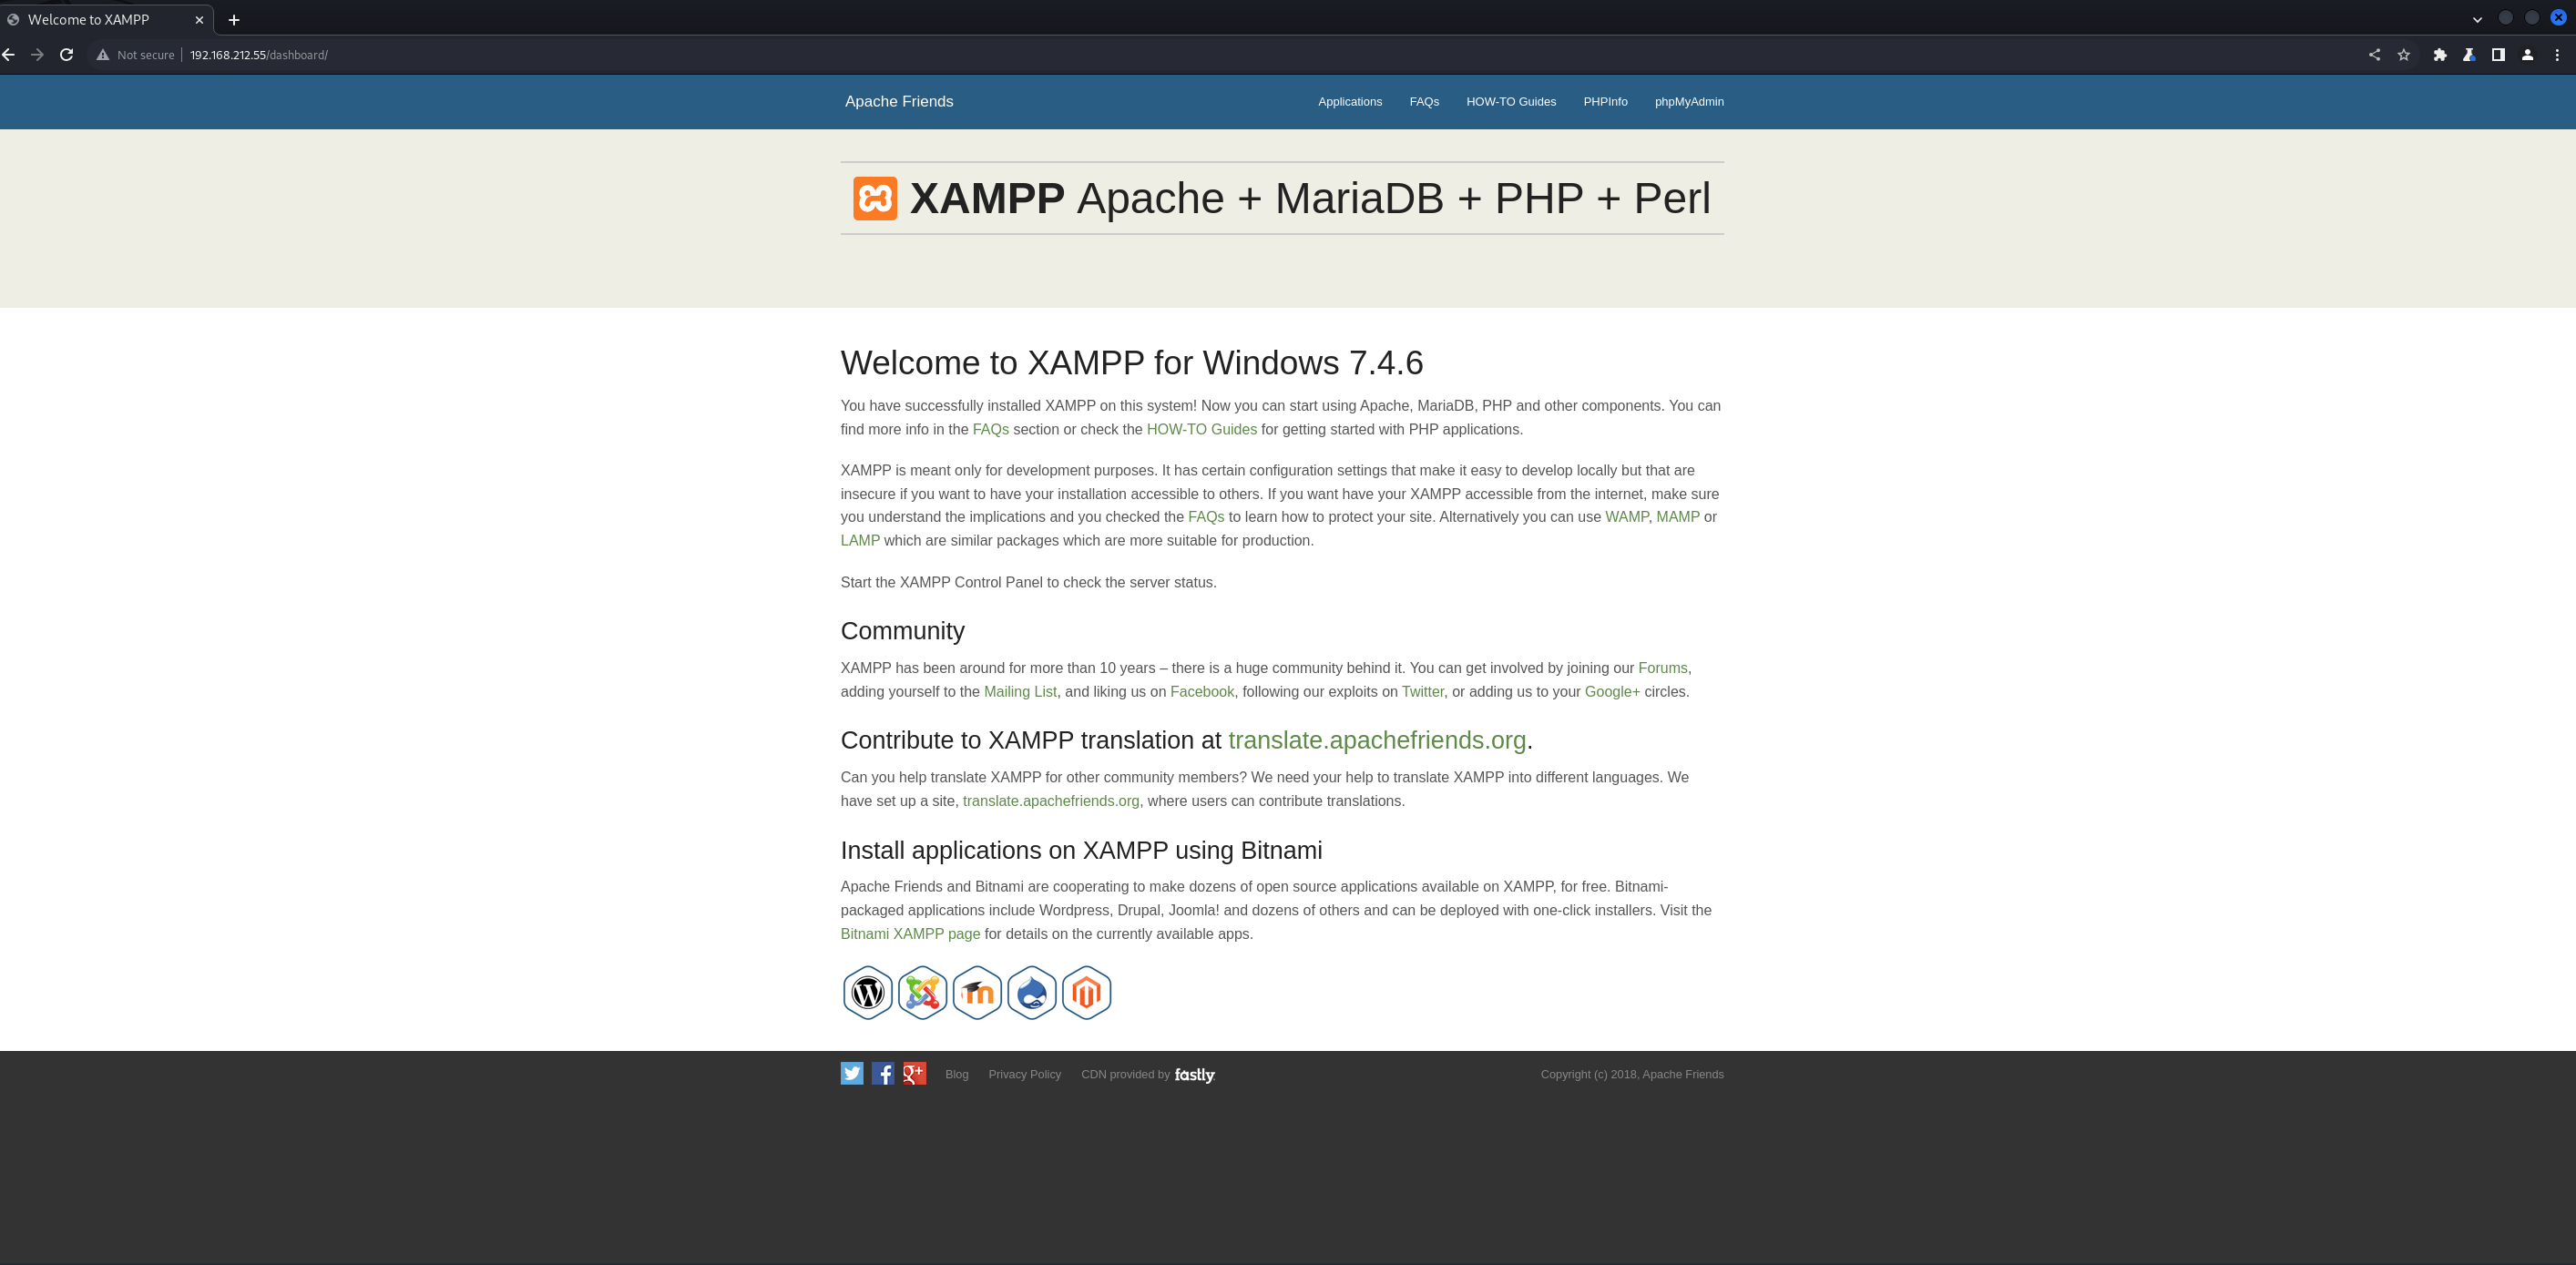 Welcome to XAMPP
Not secure 192.168.212.55/dashboard/
Apache Friends Applications FAQs HOW-TO Guides PHPInfo phpMyAdmin
XAMPP Apache + MariaDB + PHP + Perl
Welcome to XAMPP for Windows 7.4.6
You have successfully installed XAMPP on this system! Now you can start using Apache, MariaDB, PHP and other components. You can
find more info in the FAQs section or check the HOW-TO Guides for getting started with PHP applications.
XAMPP is meant only for development purposes. It has certain configuration settings that make it easy to develop locally but that are
insecure if you want to have your installation accessible to others. If you want have your XAMPP accessible from the internet, make sure
you understand the implications and you checked the FAQs to learn how to protect your site. Alternatively you can use WAMP, MAMP or
LAMP which are similar packages which are more suitable for production.
Start the XAMPP Control Panel to check the server status.
Community
XAMPP has been around for more than 10 years – there is a huge community behind it. You can get involved by joining our Forums,
adding yourself to the Mailing List, and liking us on Facebook, following our exploits on Twitter, or adding us to your Google+ circles.
Contribute to XAMPP translation at translate.apachefriends.org.
Can you help translate XAMPP for other community members? We need your help to translate XAMPP into different languages. We
have set up a site, translate.apachefriends.org, where users can contribute translations.
Install applications on XAMPP using Bitnami
Apache Friends and Bitnami are cooperating to make dozens of open source applications available on XAMPP, for free. Bitnami-
packaged applications include Wordpress, Drupal, Joomla! and dozens of others and can be deployed with one-click installers. Visit the
Bitnami XAMPP page for details on the currently available apps.
Blog Privacy Policy CDN provided by fastly Copyright (c) 2018, Apache Friends